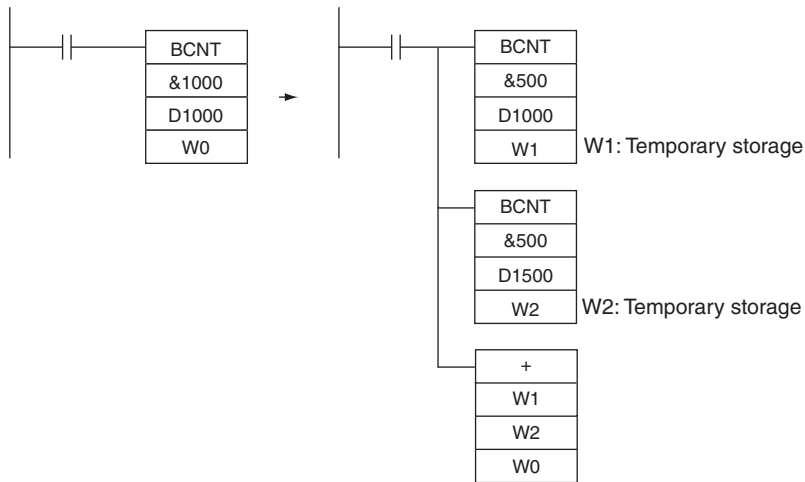 BCNT
&1000
D1000
W0
BCNT
&500
D1000
W1
W1: Temporary storage
BCNT
&500
D1500
W2
W2: Temporary storage
+
W1
W2
W0